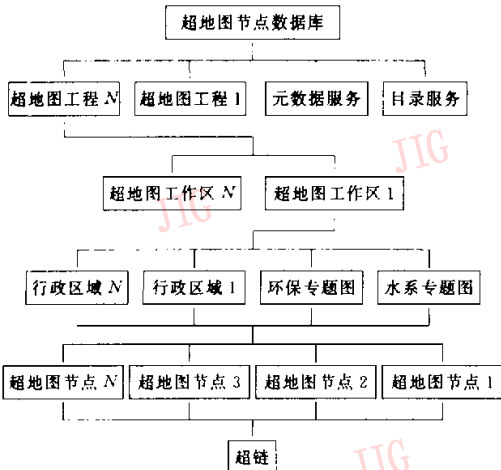 超地图节点数据库
超地图工程 N 超地图工程 1 元数据服务 目录服务
超地图工作区 N 超地图工作区 1
行政区域 N 行政区域 1 环保专题图 水系专题图
超地图节点 N 超地图节点 3 超地图节点 2 超地图节点 1
超链
JIG
JIG
JIG